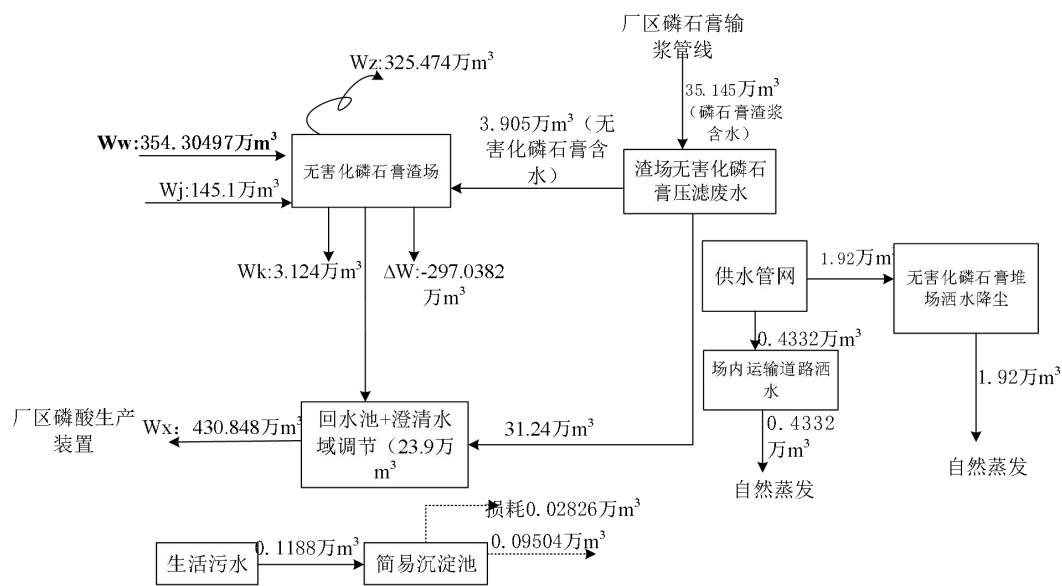 厂区磷石膏输
浆管线
Wz:325.474万m³
35.145万m³
（磷石膏渣浆
含水）
3.905万m³（无
害化磷石膏含
水）
Ww:354.30497万m³
无害化磷石膏渣场
渣场无害化磷石
膏压滤废水
Wj:145.1万m³
Wk:3.124万m³
ΔW:-297.0382
万m³
供水管网
1.92万m³
无害化磷石膏堆
场洒水降尘
0.4332万m³
场内运输道路洒
水
1.92万m³
厂区磷酸生产
装置
Wx：430.848万m³
回水池+澄清水
域调节（23.9万
m³
31.24万m³
0.4332
万m³
自然蒸发
自然蒸发
损耗0.02826万m³
0.09504万m³
生活污水
0.1188万m³
简易沉淀池